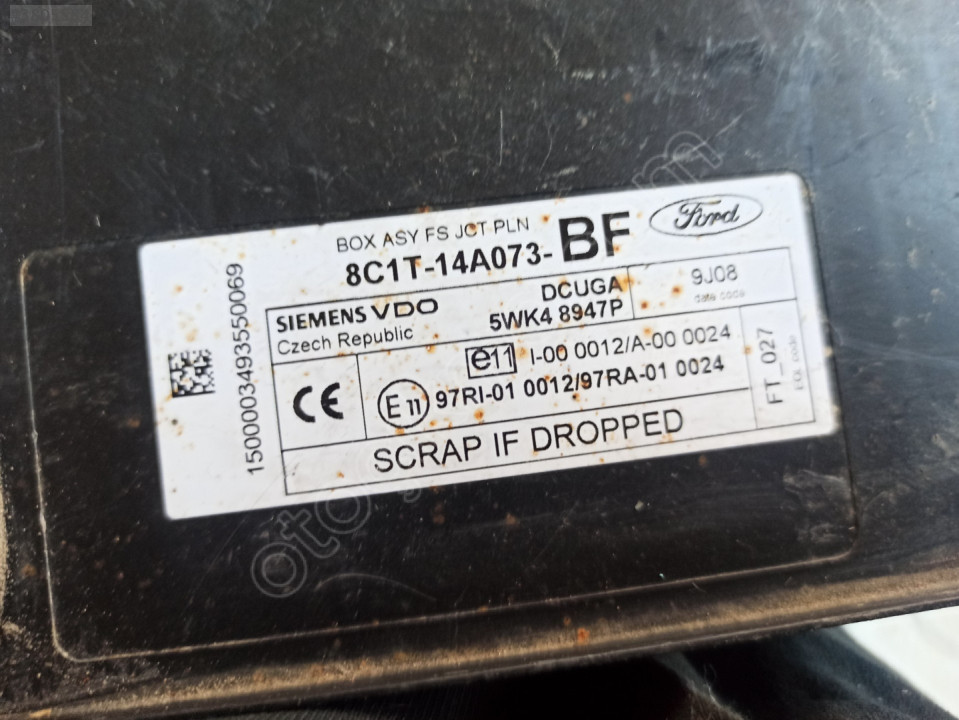 BOX ASY FS JCT PLN
8C1T-14A073-BF
Ford
SIEMENS VDO
Czech Republic
DCUGA
5WK4 8947P
9J08
date code
e11 I-00 0012/A-00 0024
E11 97RI-01 0012/97RA-01 0024
CE
FT_027
SCRAP IF DROPPED
1500003493550069